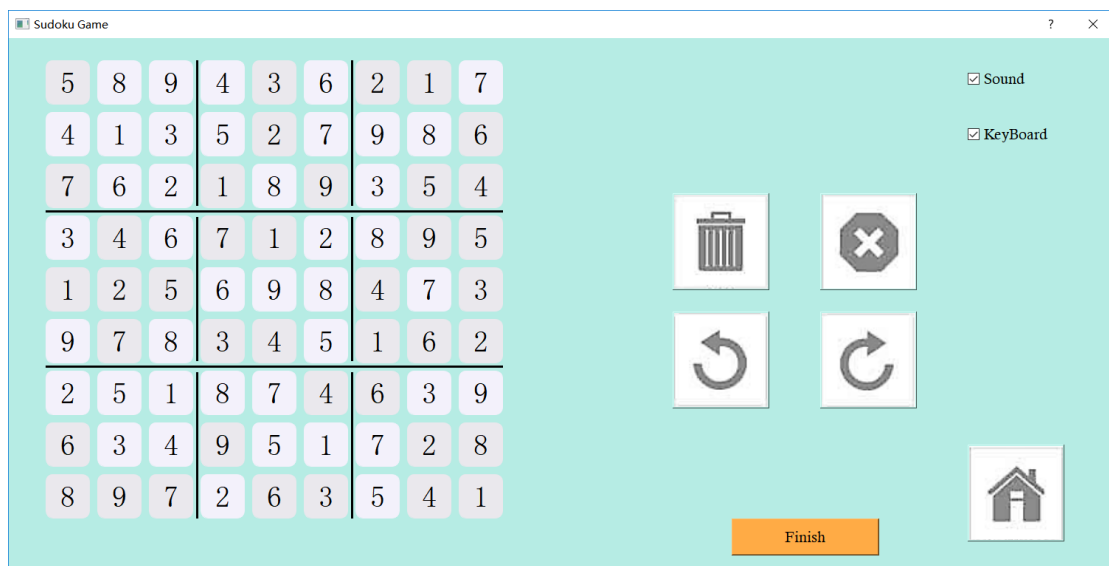 Sudoku Game
5 8 9 4 3 6 2 1 7
4 1 3 5 2 7 9 8 6
7 6 2 1 8 9 3 5 4
3 4 6 7 1 2 8 9 5
1 2 5 6 9 8 4 7 3
9 7 8 3 4 5 1 6 2
2 5 1 8 7 4 6 3 9
6 3 4 9 5 1 7 2 8
8 9 7 2 6 3 5 4 1
Sound
KeyBoard
Finish